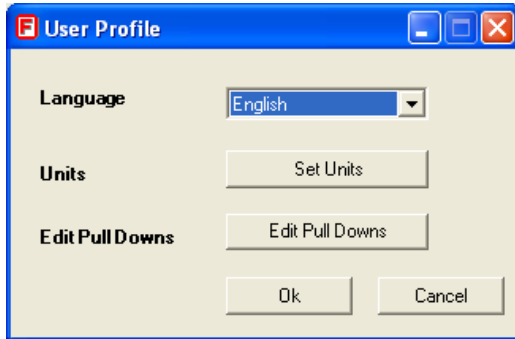 F User Profile
Language English
Units Set Units
Edit Pull Downs Edit Pull Downs
Ok Cancel